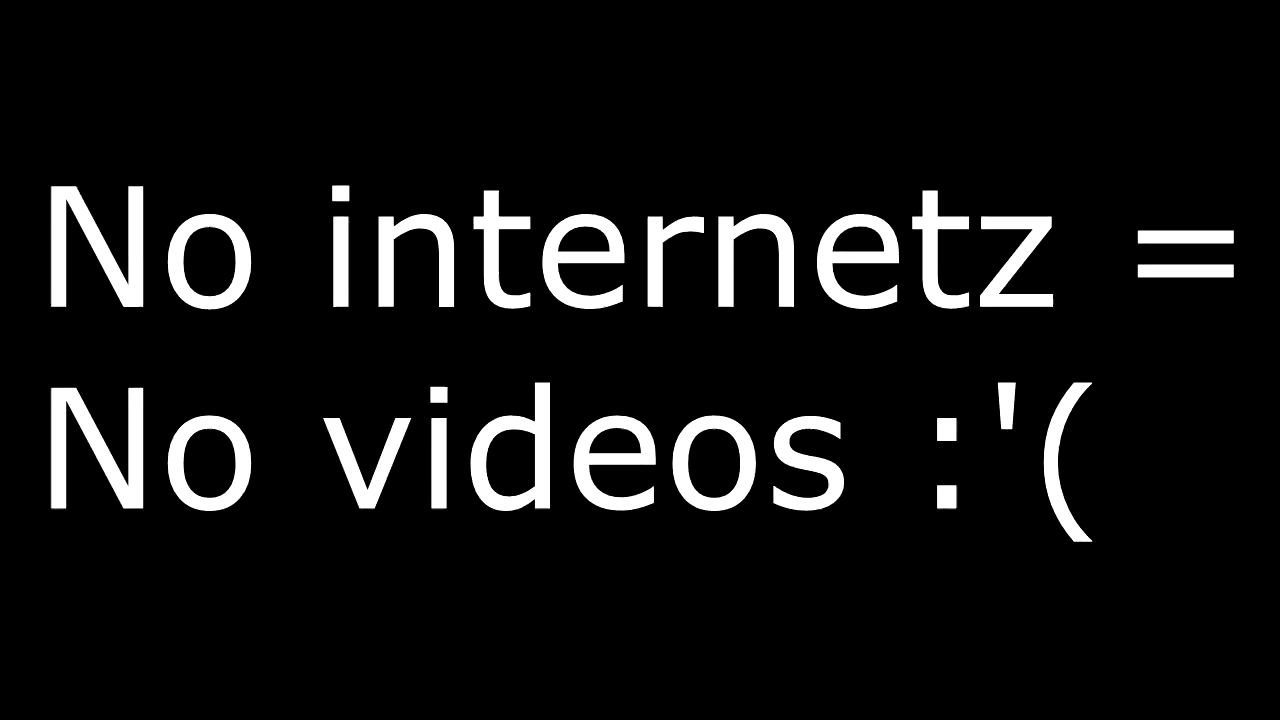 No internetz =
No videos :'(